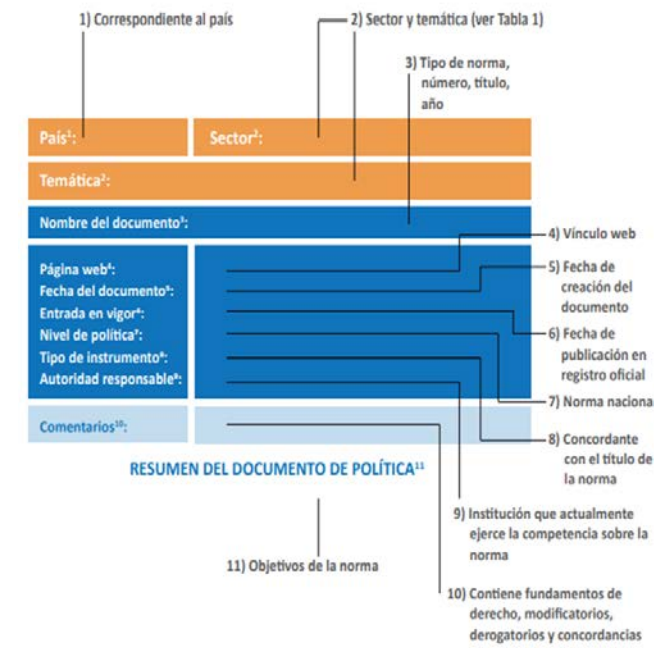 1) Correspondiente al país
2) Sector y temática (ver Tabla 1)
3) Tipo de norma,
número, título,
año
País¹:
Sector²:
Temática²:
Nombre del documento³:
Página web⁴:
Fecha del documento⁵:
Entrada en vigor⁶:
Nivel de política⁷:
Tipo de instrumento⁸:
Autoridad responsable⁹:
Comentarios¹⁰:
RESUMEN DEL DOCUMENTO DE POLÍTICA¹¹
4) Vínculo web
5) Fecha de
creación del
documento
6) Fecha de
publicación en
registro oficial
7) Norma naciona
8) Concordante
con el título de
la norma
9) Institución que actualmente
ejerce la competencia sobre la
norma
10) Contiene fundamentos de
derecho, modificatorios,
derogatorios y concordancias
11) Objetivos de la norma